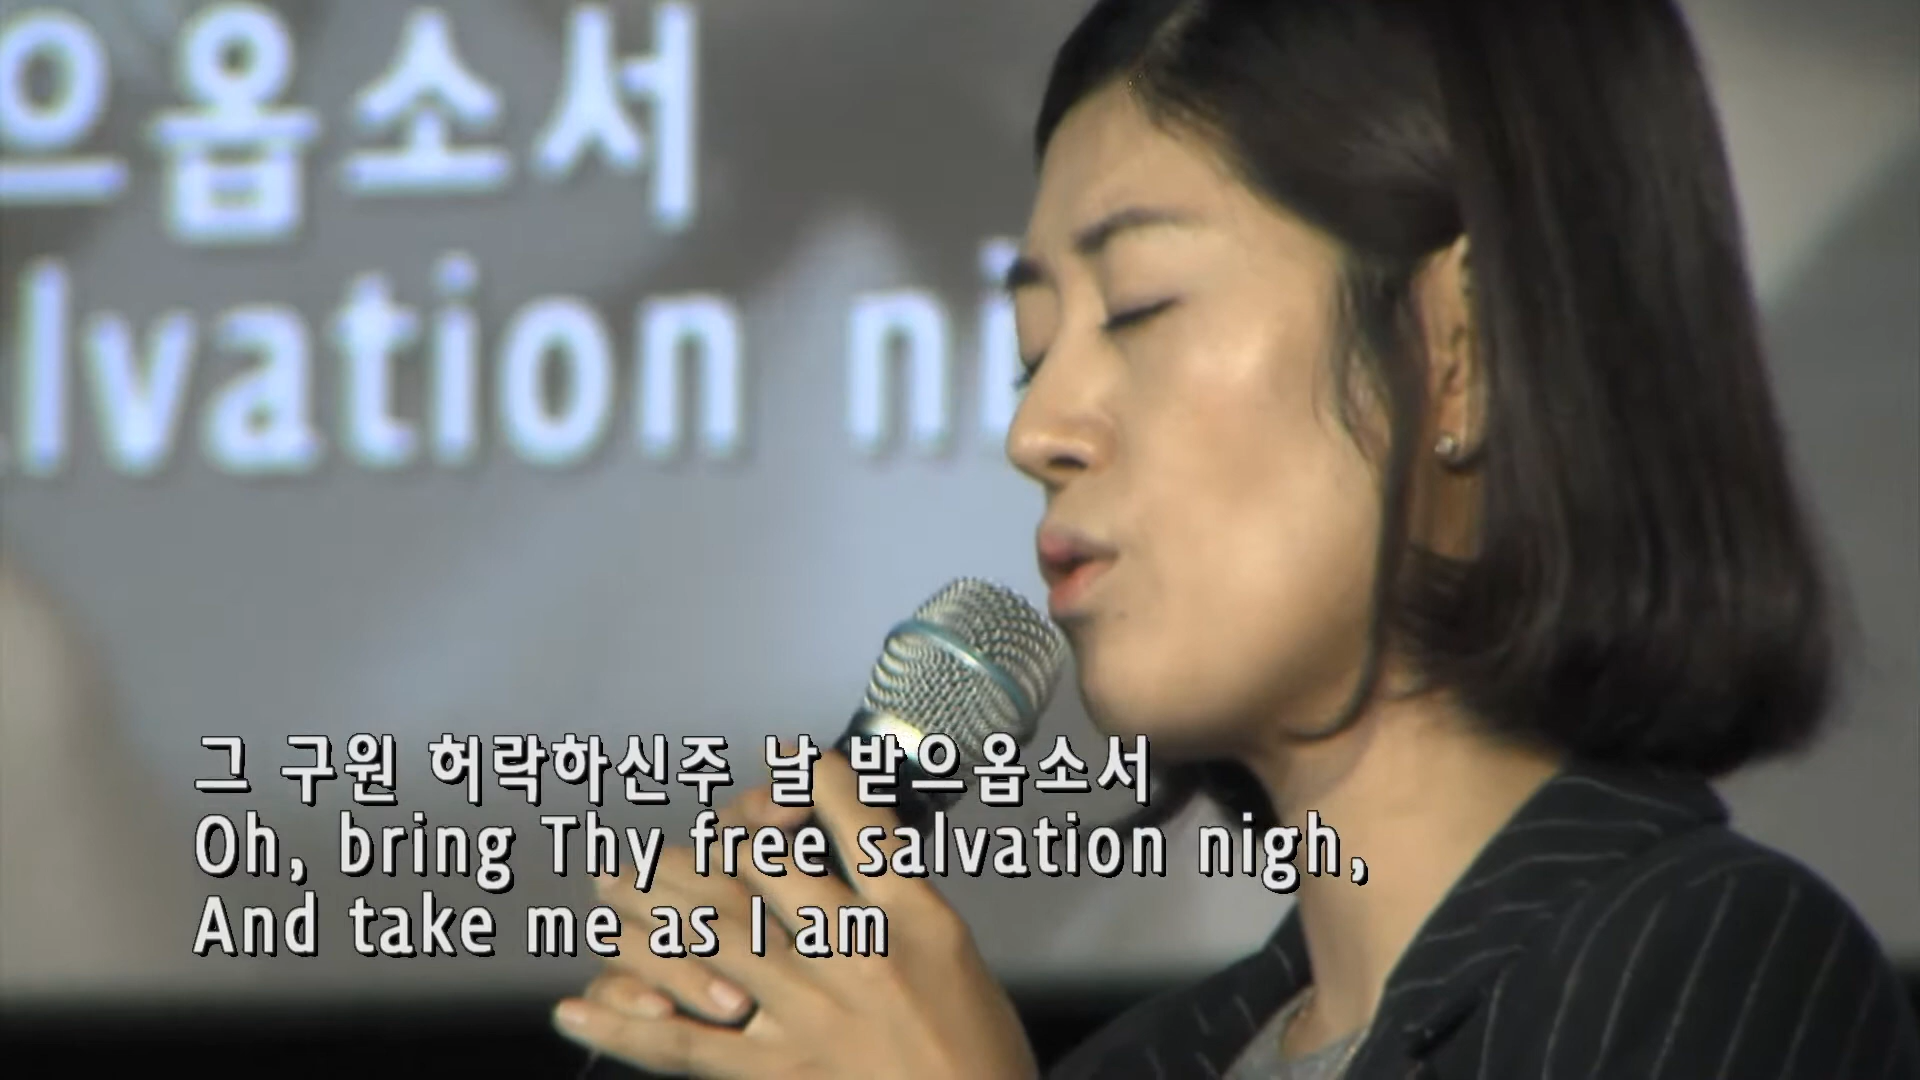 으옵소서
lvation ni
그 구원 허락하신주 날 받으옵소서
Oh, bring Thy free salvation nigh,
And take me as I am